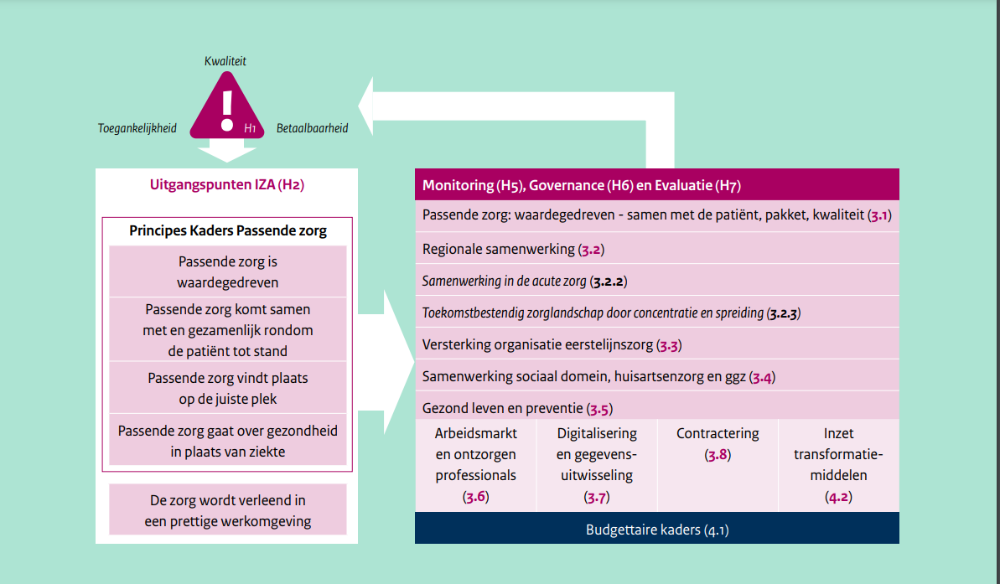 Kwaliteit
!
H1
Toegankelijkheid
Betaalbaarheid
Uitgangspunten IZA (H2)
Principes Kaders Passende zorg
Passende zorg is
waardegedreven
Passende zorg komt samen
met en gezamenlijk rondom
de patiënt tot stand
Passende zorg vindt plaats
op de juiste plek
Passende zorg gaat over gezondheid
in plaats van ziekte
De zorg wordt verleend in
een prettige werkomgeving
Monitoring (H5), Governance (H6) en Evaluatie (H7)
Passende zorg: waardegedreven - samen met de patiënt, pakket, kwaliteit (3.1)
Regionale samenwerking (3.2)
Samenwerking in de acute zorg (3.2.2)
Toekomstbestendig zorglandschap door concentratie en spreiding (3.2.3)
Versterking organisatie eerstelijnszorg (3.3)
Samenwerking sociaal domein, huisartsenzorg en ggz (3.4)
Gezond leven en preventie (3.5)
Arbeidsmarkt
en ontzorgen
professionals
(3.6)
Digitalisering
en gegevens-
uitwisseling
(3.7)
Contractering
(3.8)
Inzet
transformatie-
middelen
(4.2)
Budgettaire kaders (4.1)